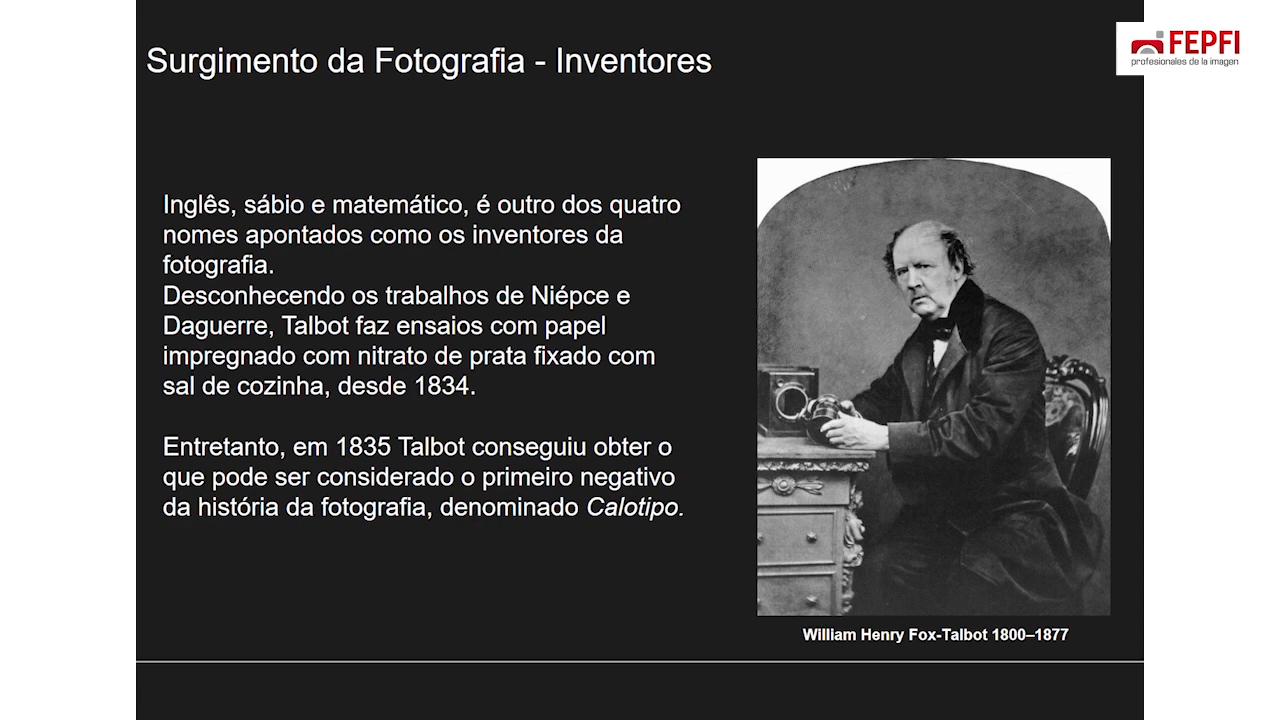 Surgimento da Fotografia - Inventores
FEPFI
profesionales de la imagen
Inglês, sábio e matemático, é outro dos quatro
nomes apontados como os inventores da
fotografia.
Desconhecendo os trabalhos de Niépce e
Daguerre, Talbot faz ensaios com papel
impregnado com nitrato de prata fixado com
sal de cozinha, desde 1834.
Entretanto, em 1835 Talbot conseguiu obter o
que pode ser considerado o primeiro negativo
da história da fotografia, denominado Calotipo.
William Henry Fox-Talbot 1800–1877